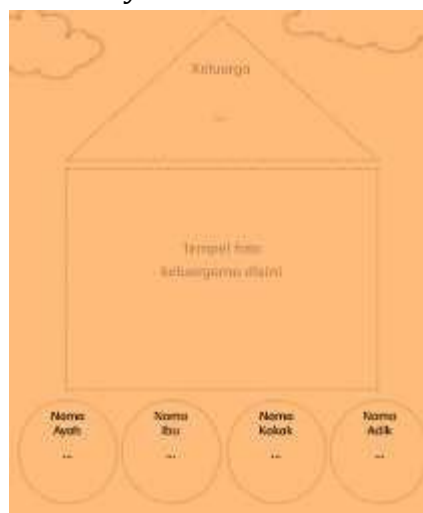 Keluarga
...
Tempel foto
keluargamu disini
Nama
Ayah
...
Nama
Ibu
...
Nama
Kakak
...
Nama
Adik
...